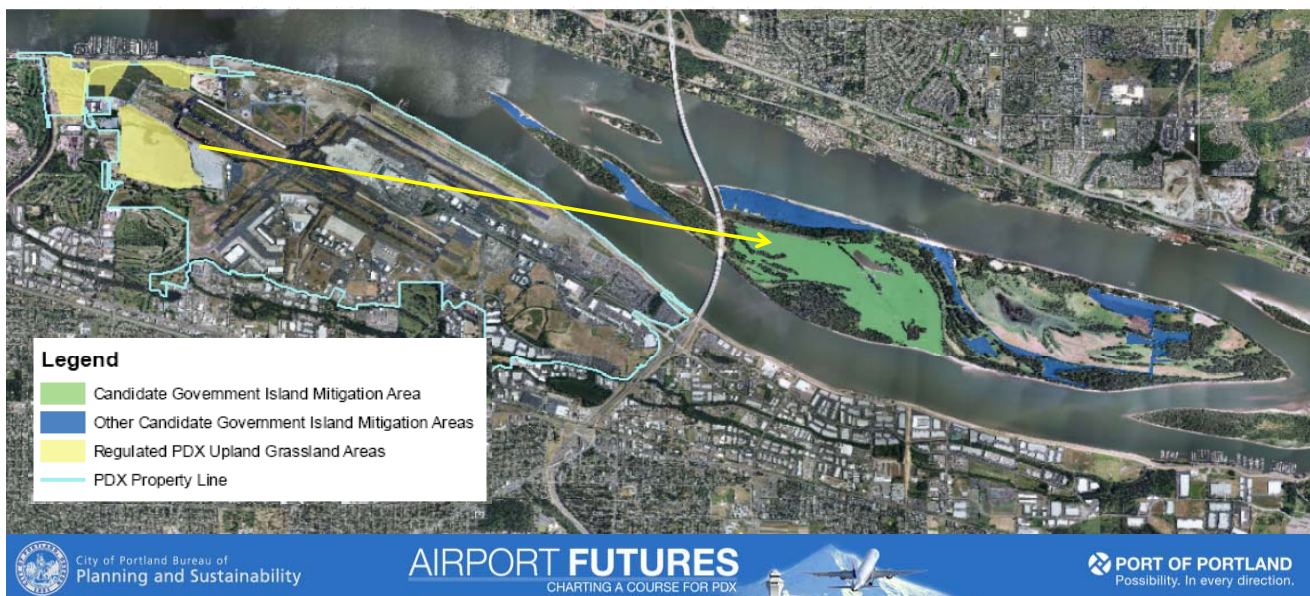 Legend
Candidate Government Island Mitigation Area
Other Candidate Government Island Mitigation Areas
Regulated PDX Upland Grassland Areas
PDX Property Line
City of Portland Bureau of
Planning and Sustainability
AIRPORT FUTURES
CHARTING A COURSE FOR PDX
PORT OF PORTLAND
Possibility. In every direction.